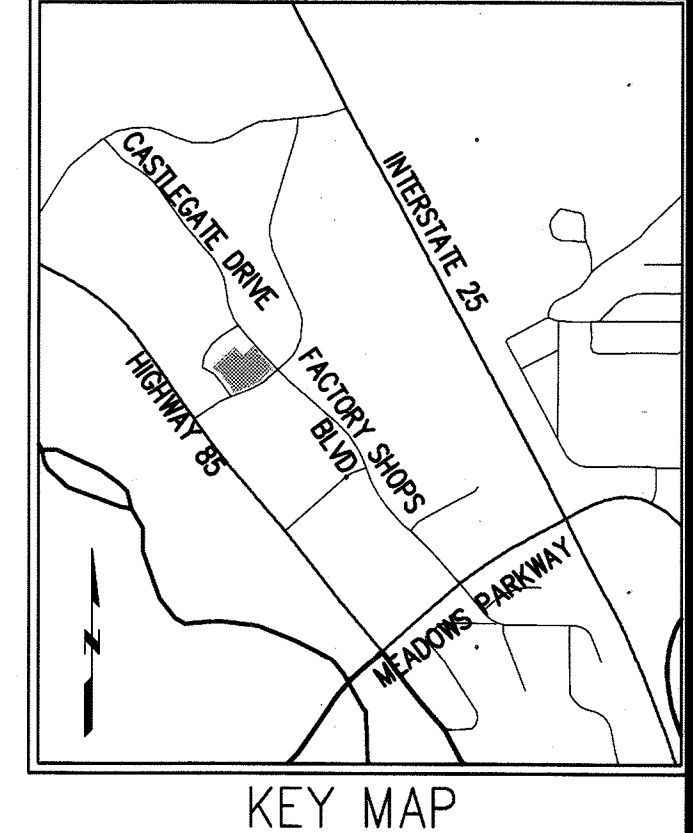 CASTLEGATE DRIVE
INTERSTATE 25
HIGHWAY 85
FACTORY SHOPS
BLVD.
MEADOWS PARKWAY
N
KEY MAP